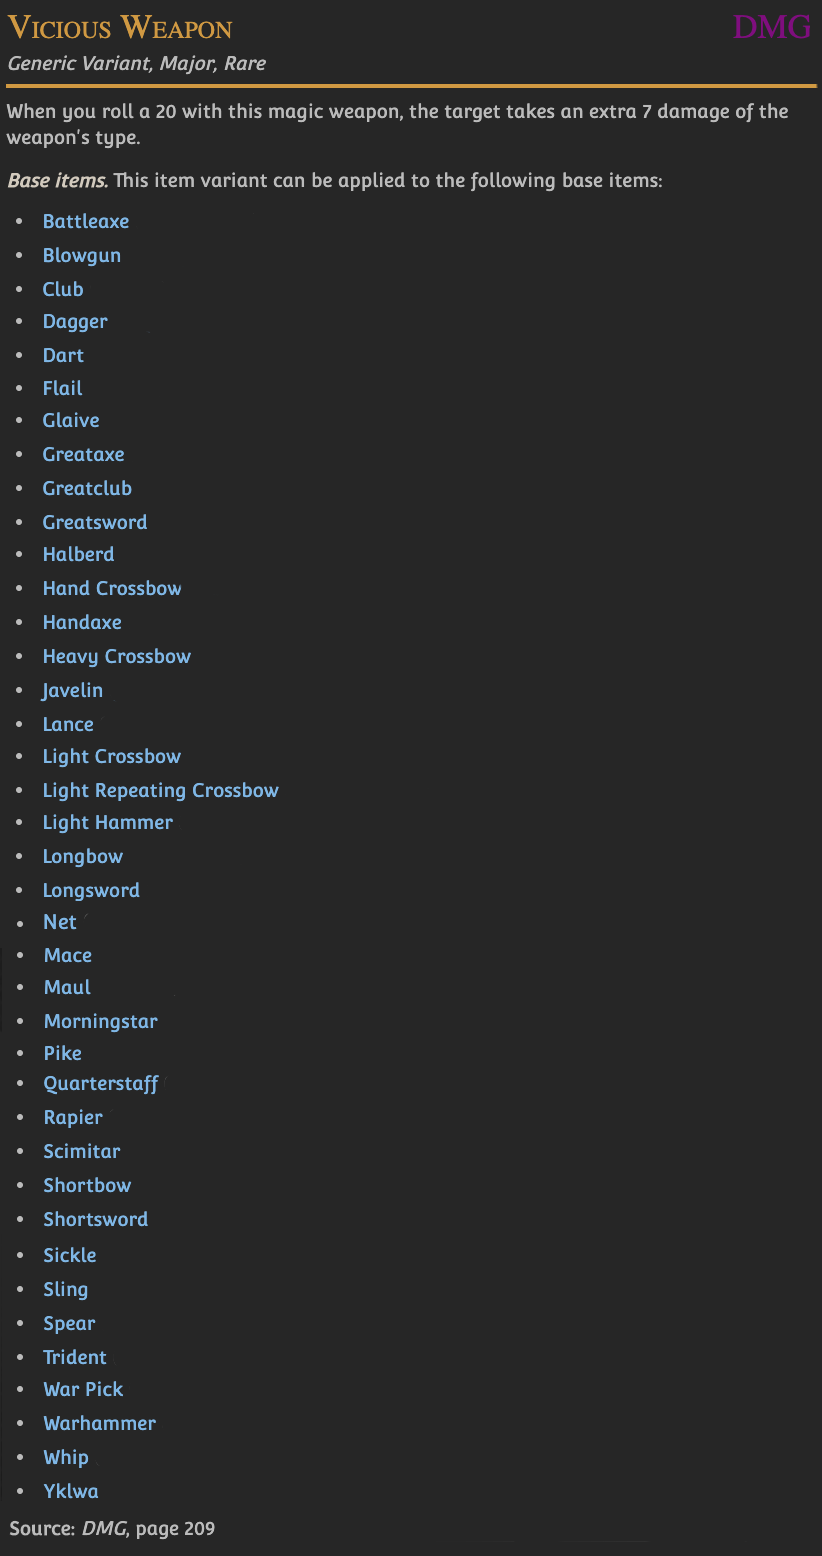 Vicious Weapon DMG
Generic Variant, Major, Rare
When you roll a 20 with this magic weapon, the target takes an extra 7 damage of the
weapon's type.
Base items. This item variant can be applied to the following base items:
• Battleaxe
• Blowgun
• Club
• Dagger
• Dart
• Flail
• Glaive
• Greataxe
• Greatclub
• Greatsword
• Halberd
• Hand Crossbow
• Handaxe
• Heavy Crossbow
• Javelin
• Lance
• Light Crossbow
• Light Repeating Crossbow
• Light Hammer
• Longbow
• Longsword
• Net
• Mace
• Maul
• Morningstar
• Pike
• Quarterstaff
• Rapier
• Scimitar
• Shortbow
• Shortsword
• Sickle
• Sling
• Spear
• Trident
• War Pick
• Warhammer
• Whip
• Yklwa
Source: DMG, page 209